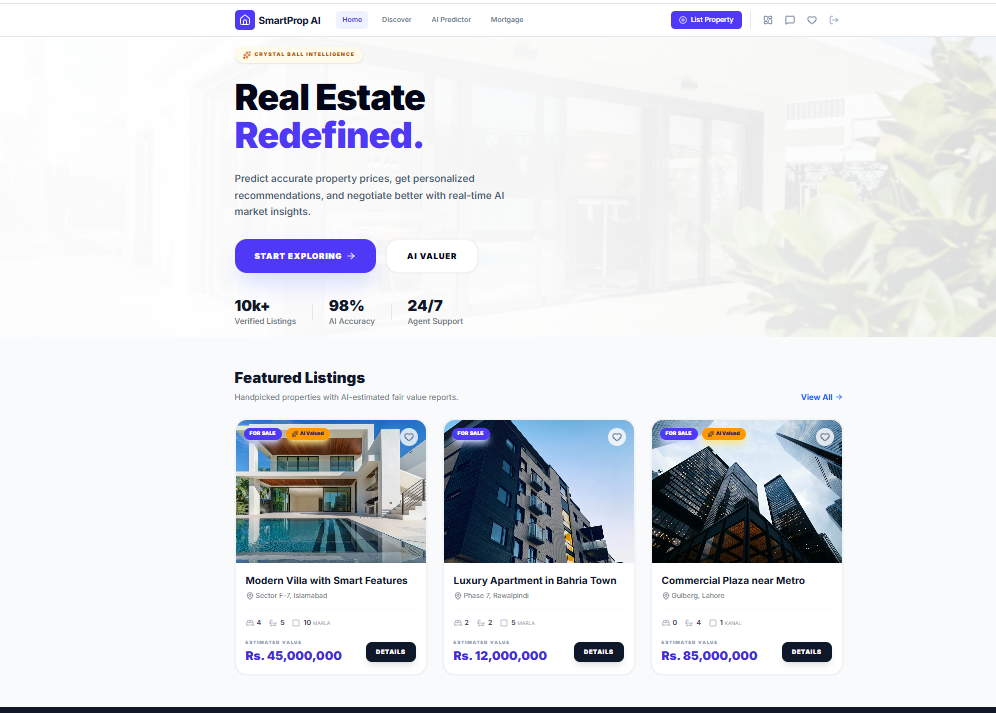 SmartProp AI
Home
Discover
AI Predictor
Mortgage
List Property
CRYSTAL BALL INTELLIGENCE
Real Estate
Redefined.
Predict accurate property prices, get personalized
recommendations, and negotiate better with real-time AI
market insights.
START EXPLORING →
AI VALUER
10k+
Verified Listings
98%
AI Accuracy
24/7
Agent Support
Featured Listings
Handpicked properties with AI-estimated fair value reports.
View All →
FOR SALE
AI Valued
Modern Villa with Smart Features
Sector F-7, Islamabad
4 5 10 MARLA
ESTIMATED VALUE
Rs. 45,000,000
DETAILS
FOR SALE
Luxury Apartment in Bahria Town
Phase 7, Rawalpindi
2 2 5 MARLA
ESTIMATED VALUE
Rs. 12,000,000
DETAILS
FOR SALE
AI Valued
Commercial Plaza near Metro
Gulberg, Lahore
0 4 1 KANAL
ESTIMATED VALUE
Rs. 85,000,000
DETAILS